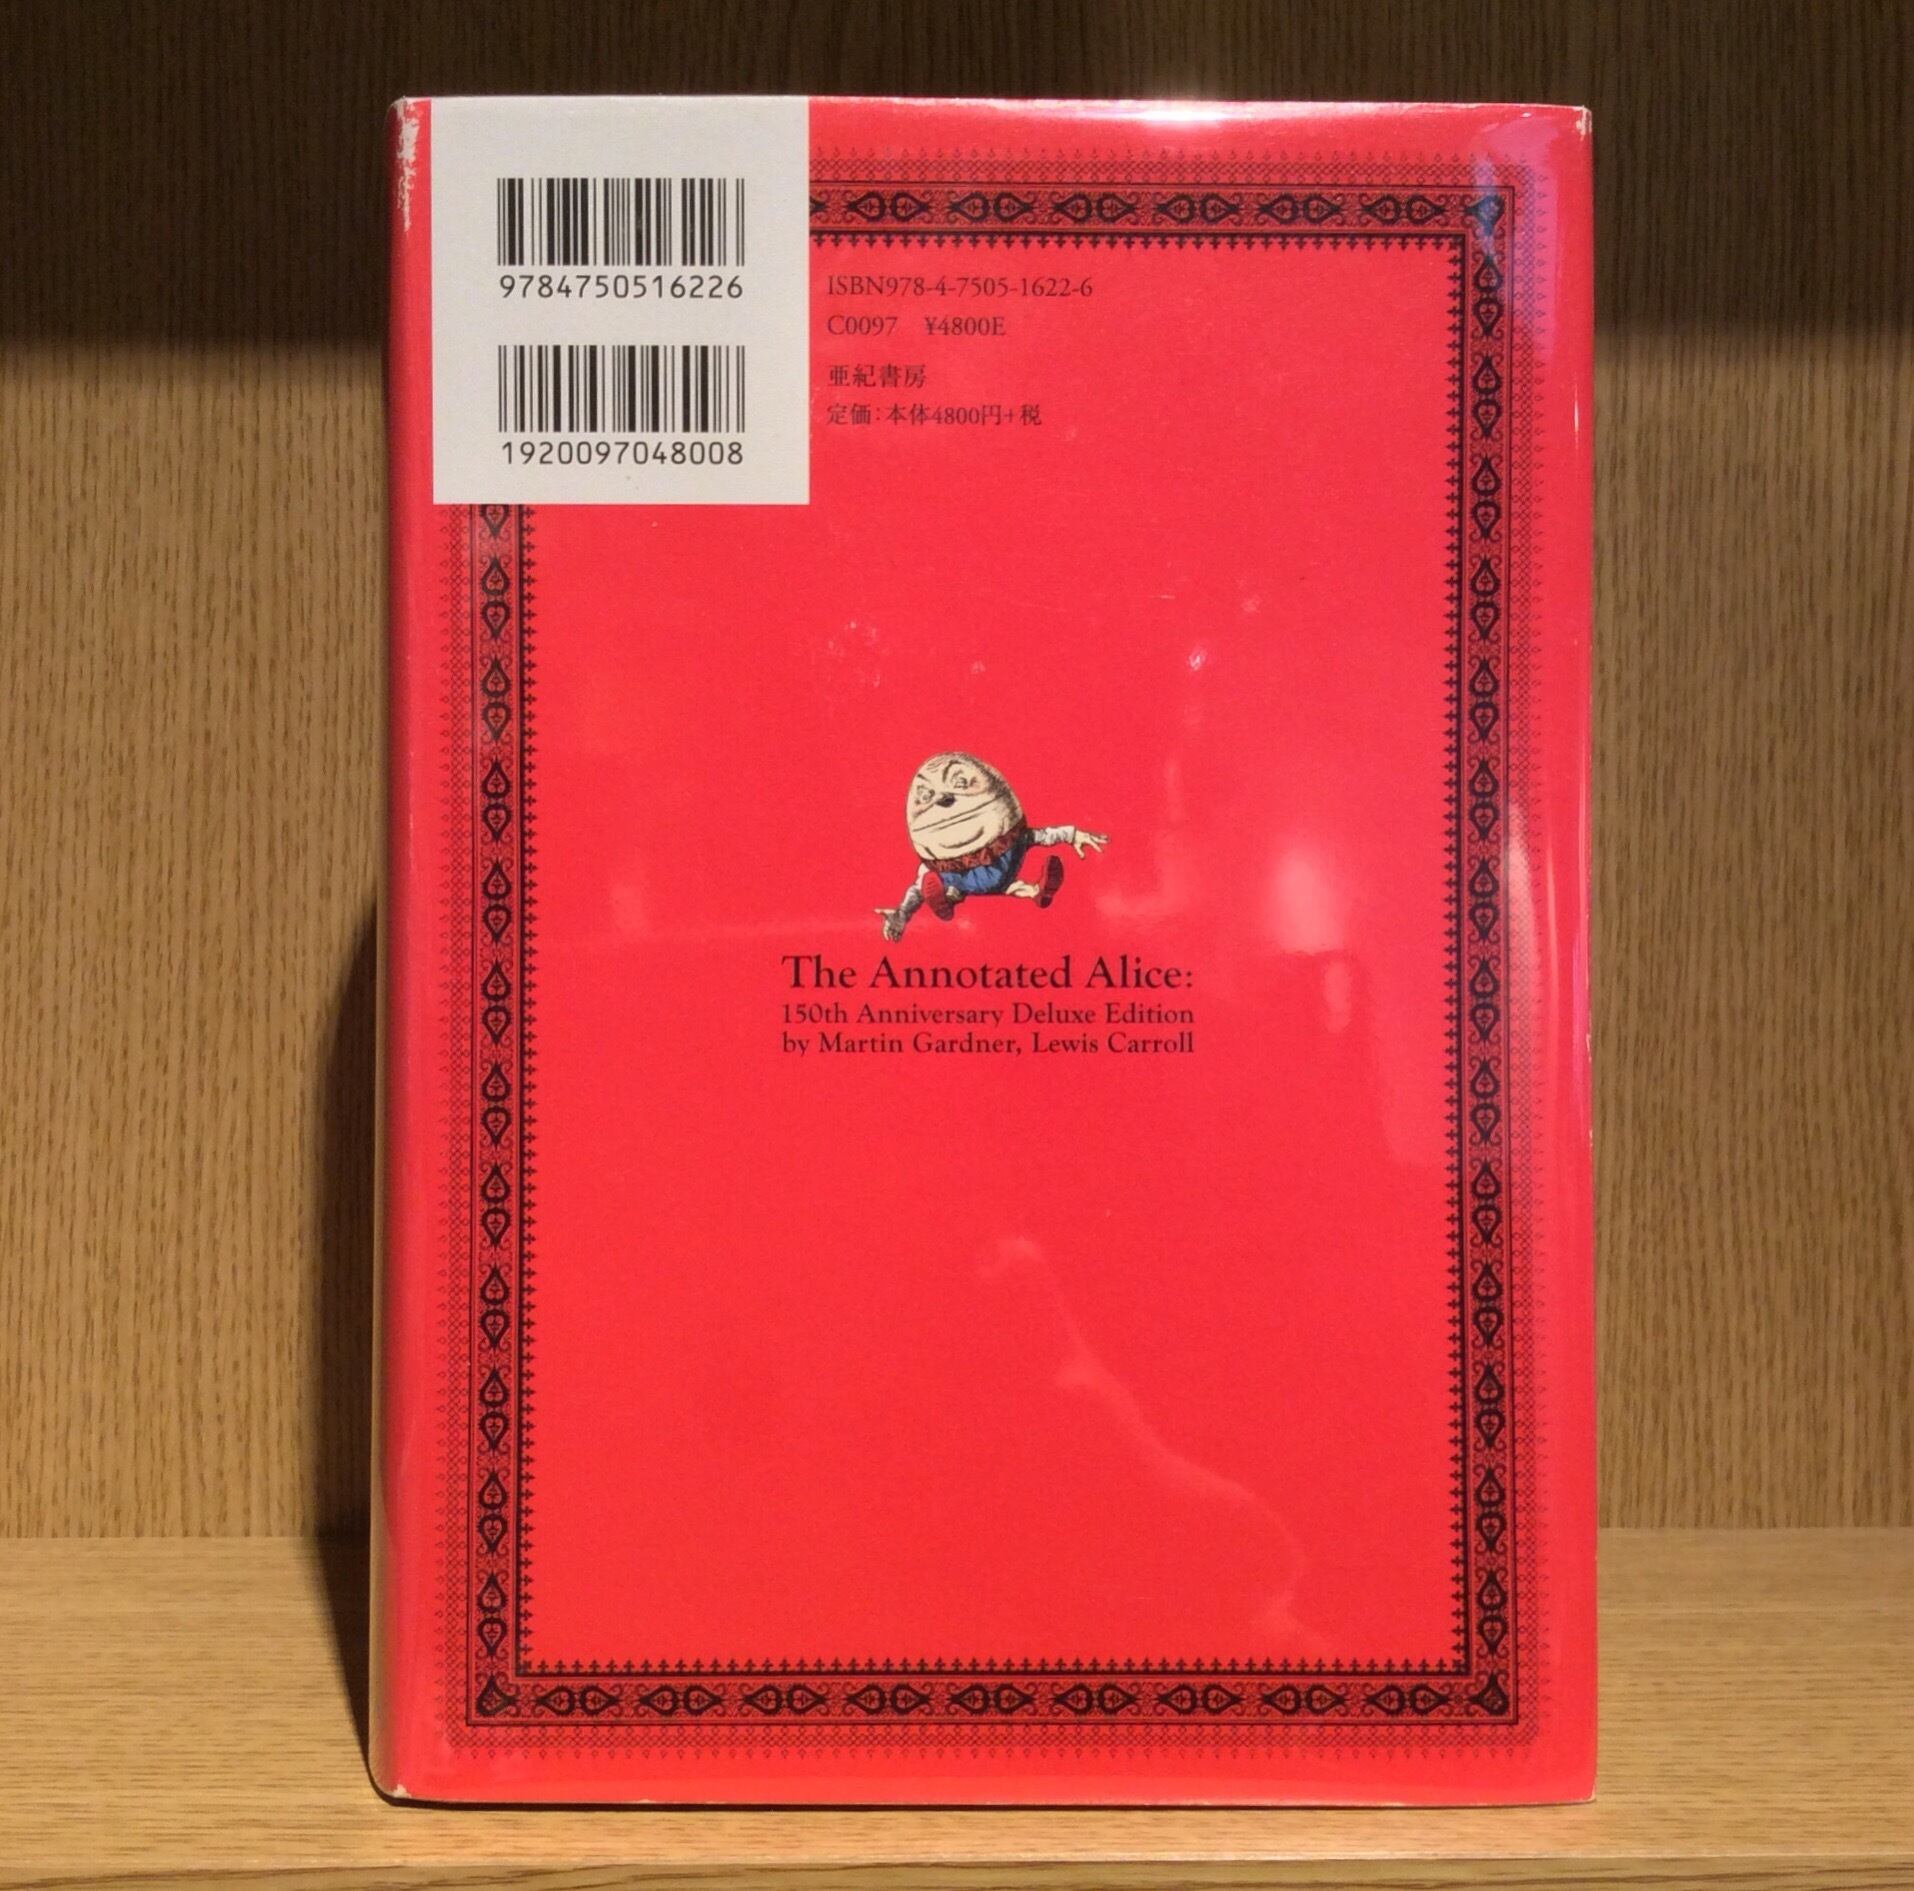 9784750516226
1920097048008
ISBN978-4-7505-1622-6
C0097 ¥4800E
亜紀書房
定価：本体4800円+税
The Annotated Alice:
150th Anniversary Deluxe Edition
by Martin Gardner, Lewis Carroll